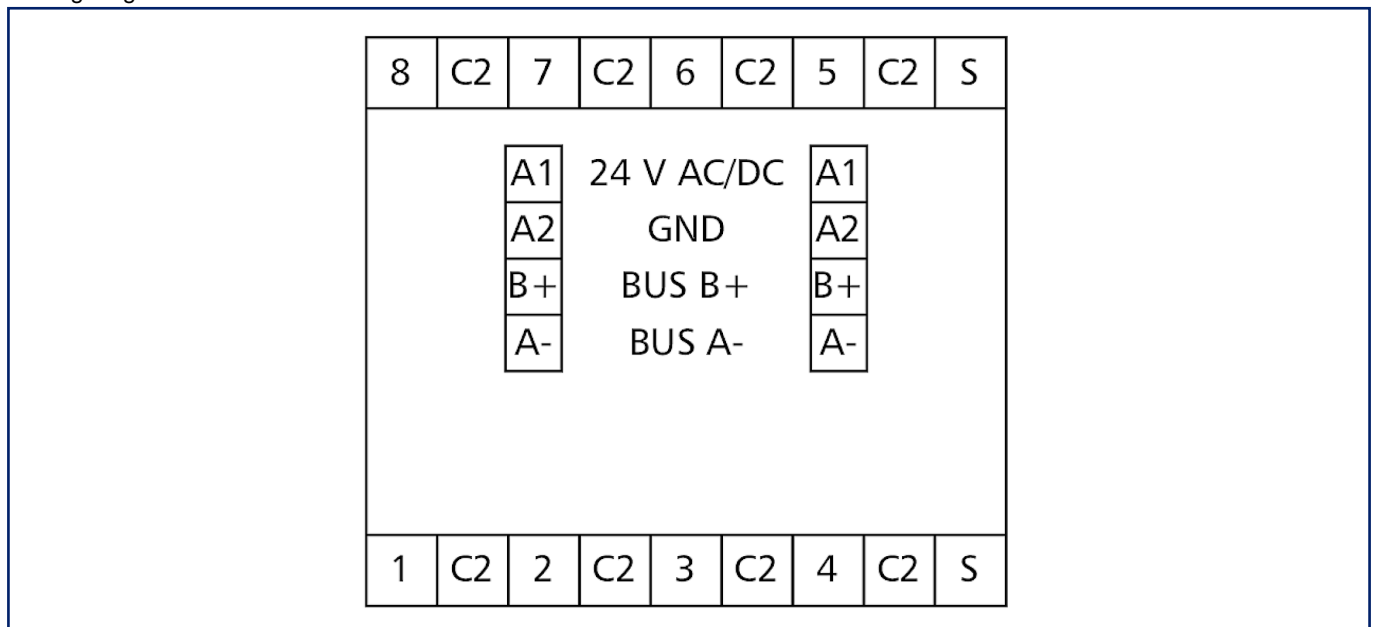 8 C2 7 C2 6 C2 5 C2 S
A1 24 V AC/DC A1
A2 GND A2
B+ BUS B+ B+
A- BUS A- A-
1 C2 2 C2 3 C2 4 C2 S